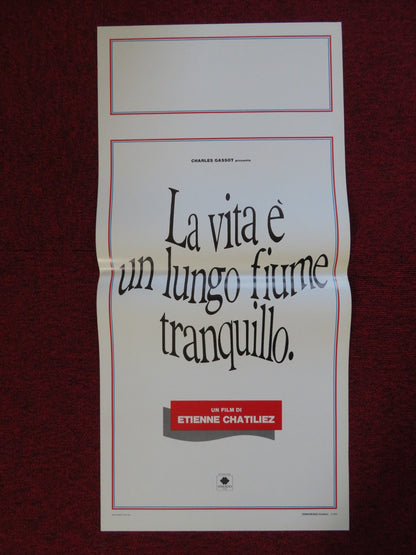 CHARLES GASSOT presenta
La vita è
un lungo fiume
tranquillo.
UN FILM DI
ETIENNE CHATILIEZ